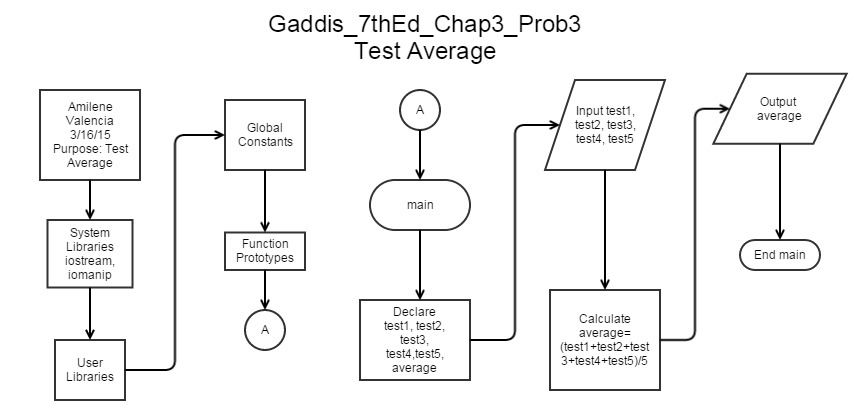 Gaddis_7thEd_Chap3_Prob3
Test Average
Amilene
Valencia
3/16/15
Purpose: Test
Average
System
Libraries
iostream,
iomanip
User
Libraries
Global
Constants
Function
Prototypes
A
A
main
Declare
test1, test2,
test3,
test4,test5,
average
Input test1,
test2, test3,
test4, test5
Calculate
average=
(test1+test2+test
3+test4+test5)/5
Output
average
End main